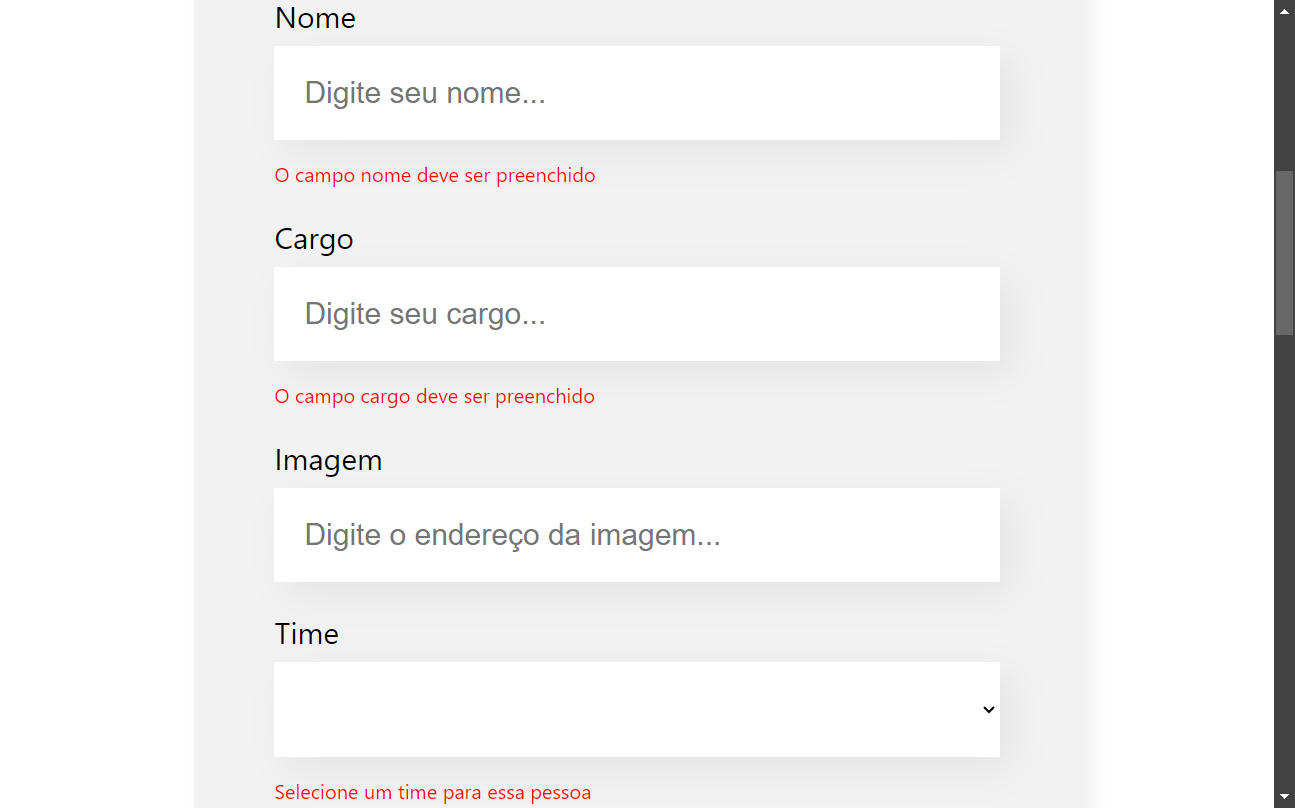 Nome
Digite seu nome...
O campo nome deve ser preenchido
Cargo
Digite seu cargo...
O campo cargo deve ser preenchido
Imagem
Digite o endereço da imagem...
Time
Selecione um time para essa pessoa